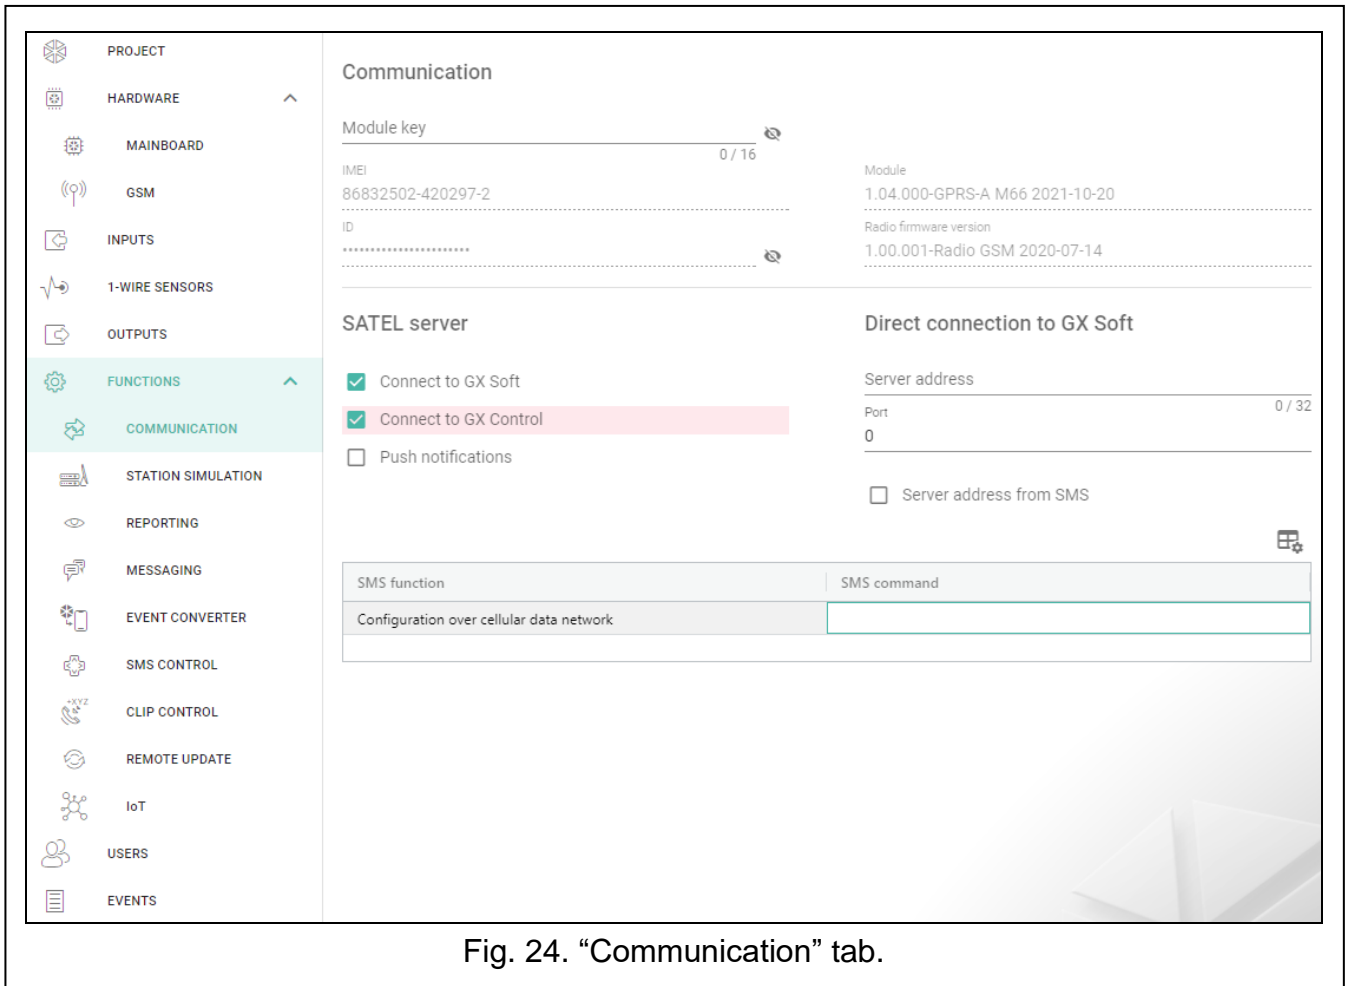 PROJECT
HARDWARE
MAINBOARD
GSM
INPUTS
1-WIRE SENSORS
OUTPUTS
FUNCTIONS
COMMUNICATION
STATION SIMULATION
REPORTING
MESSAGING
EVENT CONVERTER
SMS CONTROL
+XYZ
CLIP CONTROL
REMOTE UPDATE
IoT
USERS
EVENTS
Communication
Module key
0 / 16
IMEI
86832502-420297-2
ID
••••••••••••••••••••••
Module
1.04.000-GPRS-A M66 2021-10-20
Radio firmware version
1.00.001-Radio GSM 2020-07-14
SATEL server
Connect to GX Soft
Connect to GX Control
Push notifications
Direct connection to GX Soft
Server address
0 / 32
Port
0
Server address from SMS
SMS function SMS command
Configuration over cellular data network
Fig. 24. “Communication” tab.